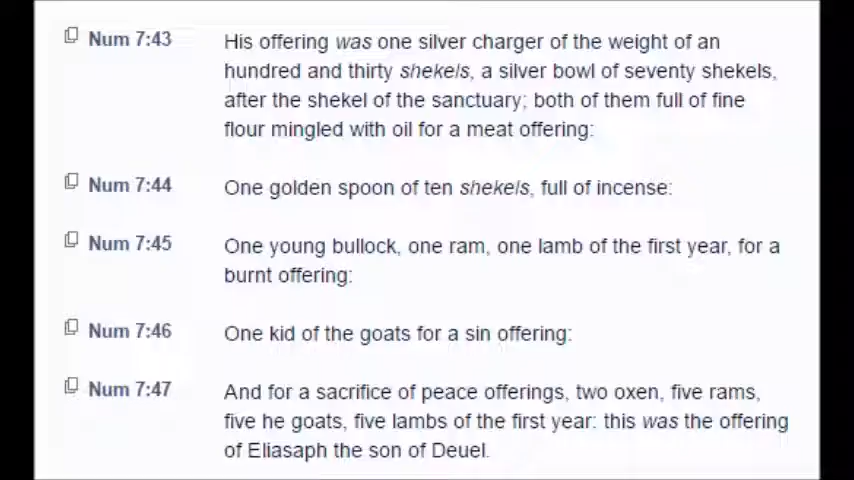 Num 7:43 His offering was one silver charger of the weight of an
hundred and thirty shekels, a silver bowl of seventy shekels,
after the shekel of the sanctuary; both of them full of fine
flour mingled with oil for a meat offering:
Num 7:44 One golden spoon of ten shekels, full of incense:
Num 7:45 One young bullock, one ram, one lamb of the first year, for a
burnt offering:
Num 7:46 One kid of the goats for a sin offering:
Num 7:47 And for a sacrifice of peace offerings, two oxen, five rams,
five he goats, five lambs of the first year: this was the offering
of Eliasaph the son of Deuel.